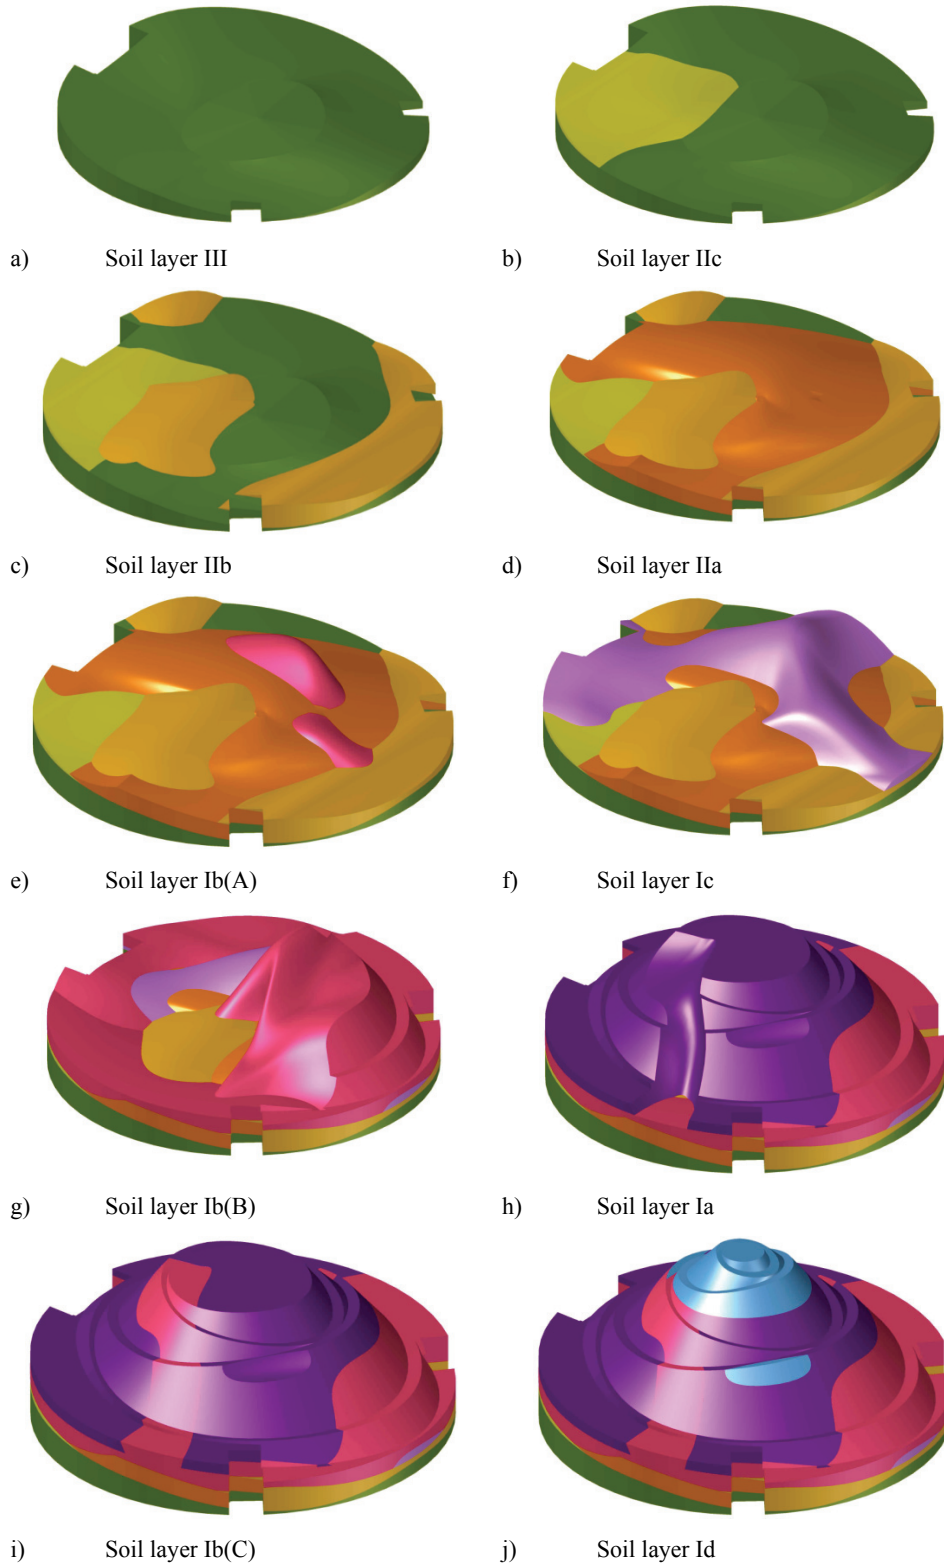 a) Soil layer III
b) Soil layer IIc
c) Soil layer IIb
d) Soil layer IIa
e) Soil layer Ib(A)
f) Soil layer Ic
g) Soil layer Ib(B)
h) Soil layer Ia
i) Soil layer Ib(C)
j) Soil layer Id